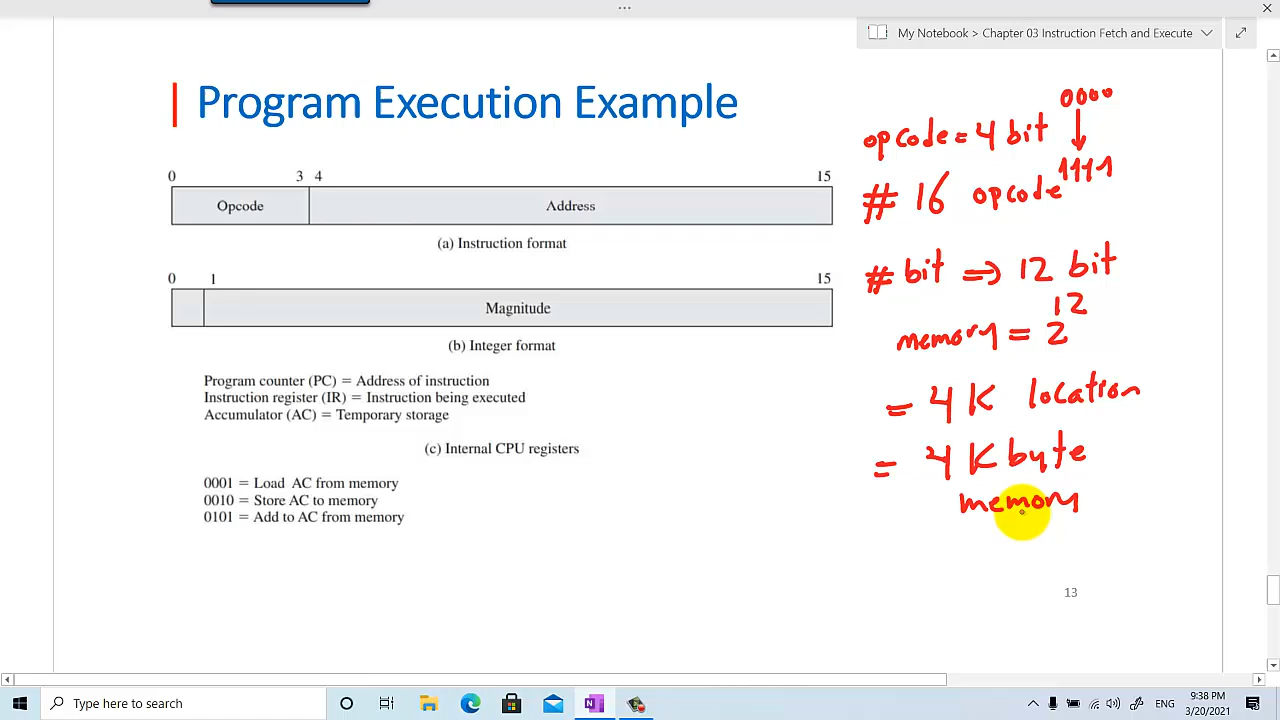 My Notebook > Chapter 03 Instruction Fetch and Execute
| Program Execution Example
0 3 4 15
Opcode Address
(a) Instruction format
0 1 15
Magnitude
(b) Integer format
Program counter (PC) = Address of instruction
Instruction register (IR) = Instruction being executed
Accumulator (AC) = Temporary storage
(c) Internal CPU registers
0001 = Load AC from memory
0010 = Store AC to memory
0101 = Add to AC from memory
0000
opcode = 4 bit ↓
1111
# 16 opcode
# bit ⇒ 12 bit
12
memory = 2
= 4 K location
= 4 K byte
memory
13
Type here to search
ENG
9:38 PM
3/20/2021